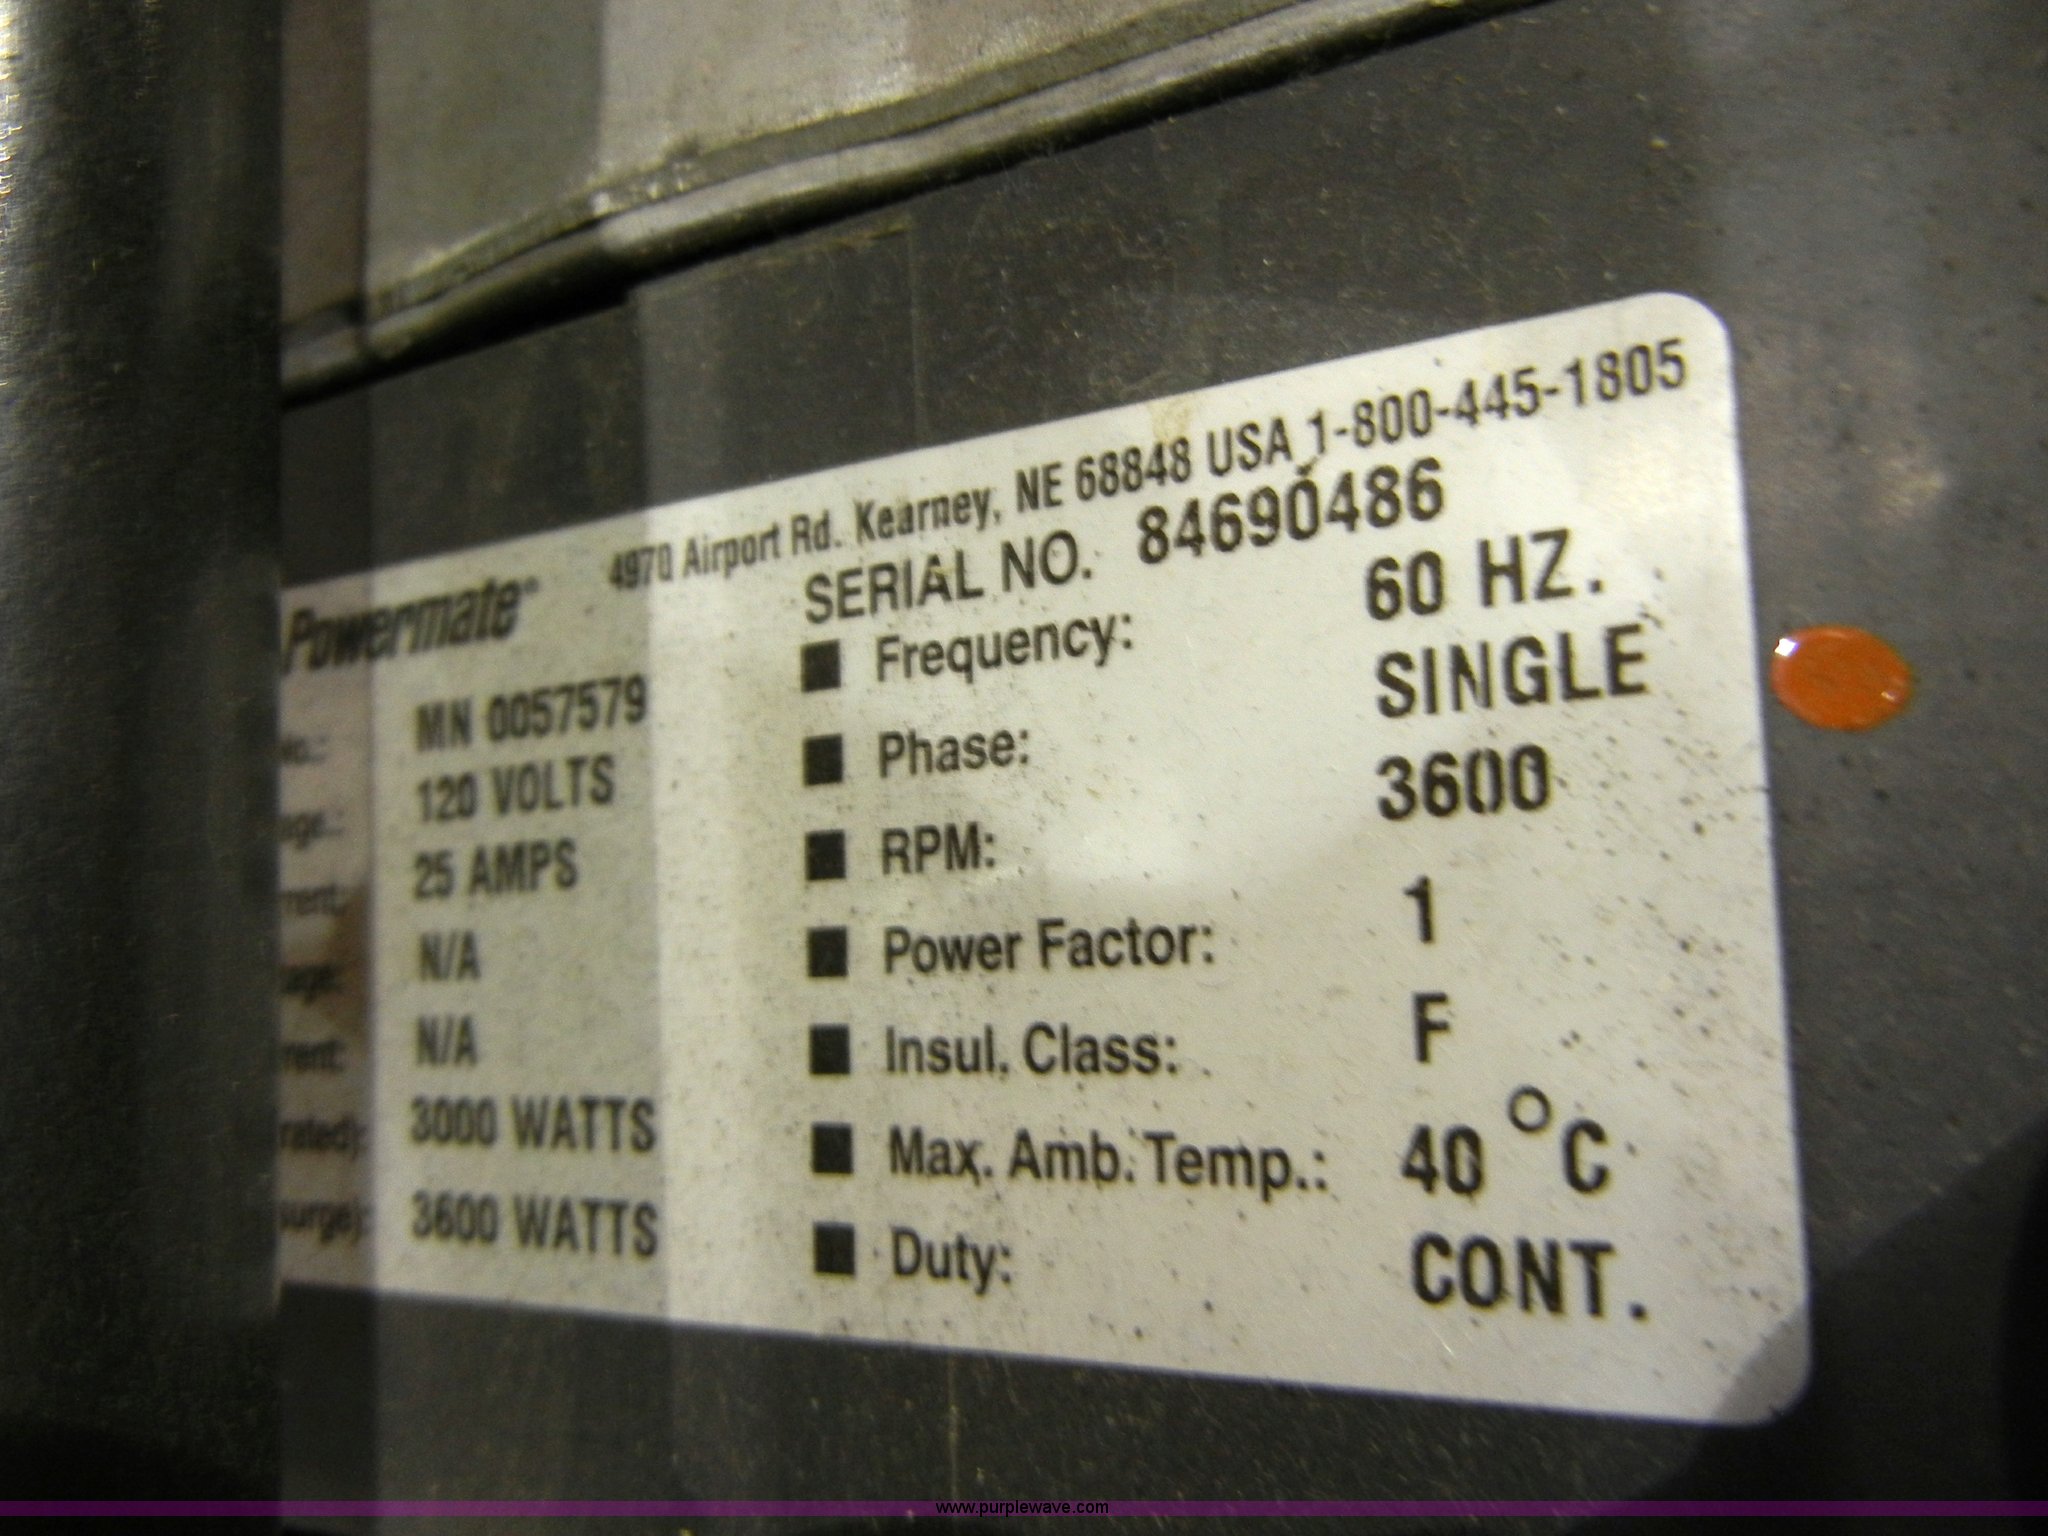 4970 Airport Rd. Kearney, NE 68848 USA 1-800-445-1805
Powermate
SERIAL NO. 84690486
MN 0057579
120 VOLTS
25 AMPS
N/A
N/A
rated): 3000 WATTS
surge): 3600 WATTS
■ Frequency: 60 HZ.
■ Phase: SINGLE
■ RPM: 3600
■ Power Factor: 1
■ Insul. Class: F
■ Max. Amb. Temp.: 40 °C
■ Duty: CONT.
www.purplewave.com